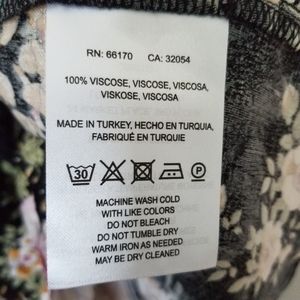 RN: 66170 CA: 32054
100% VISCOSE, VISCOSE, VISCOSA,
VISKOSE, VISCOSA
MADE IN TURKEY, HECHO EN TURQUIA,
FABRIQUÉ EN TURQUIE
30 P
MACHINE WASH COLD
WITH LIKE COLORS
DO NOT BLEACH
DO NOT TUMBLE DRY
WARM IRON AS NEEDED
MAY BE DRY CLEANED